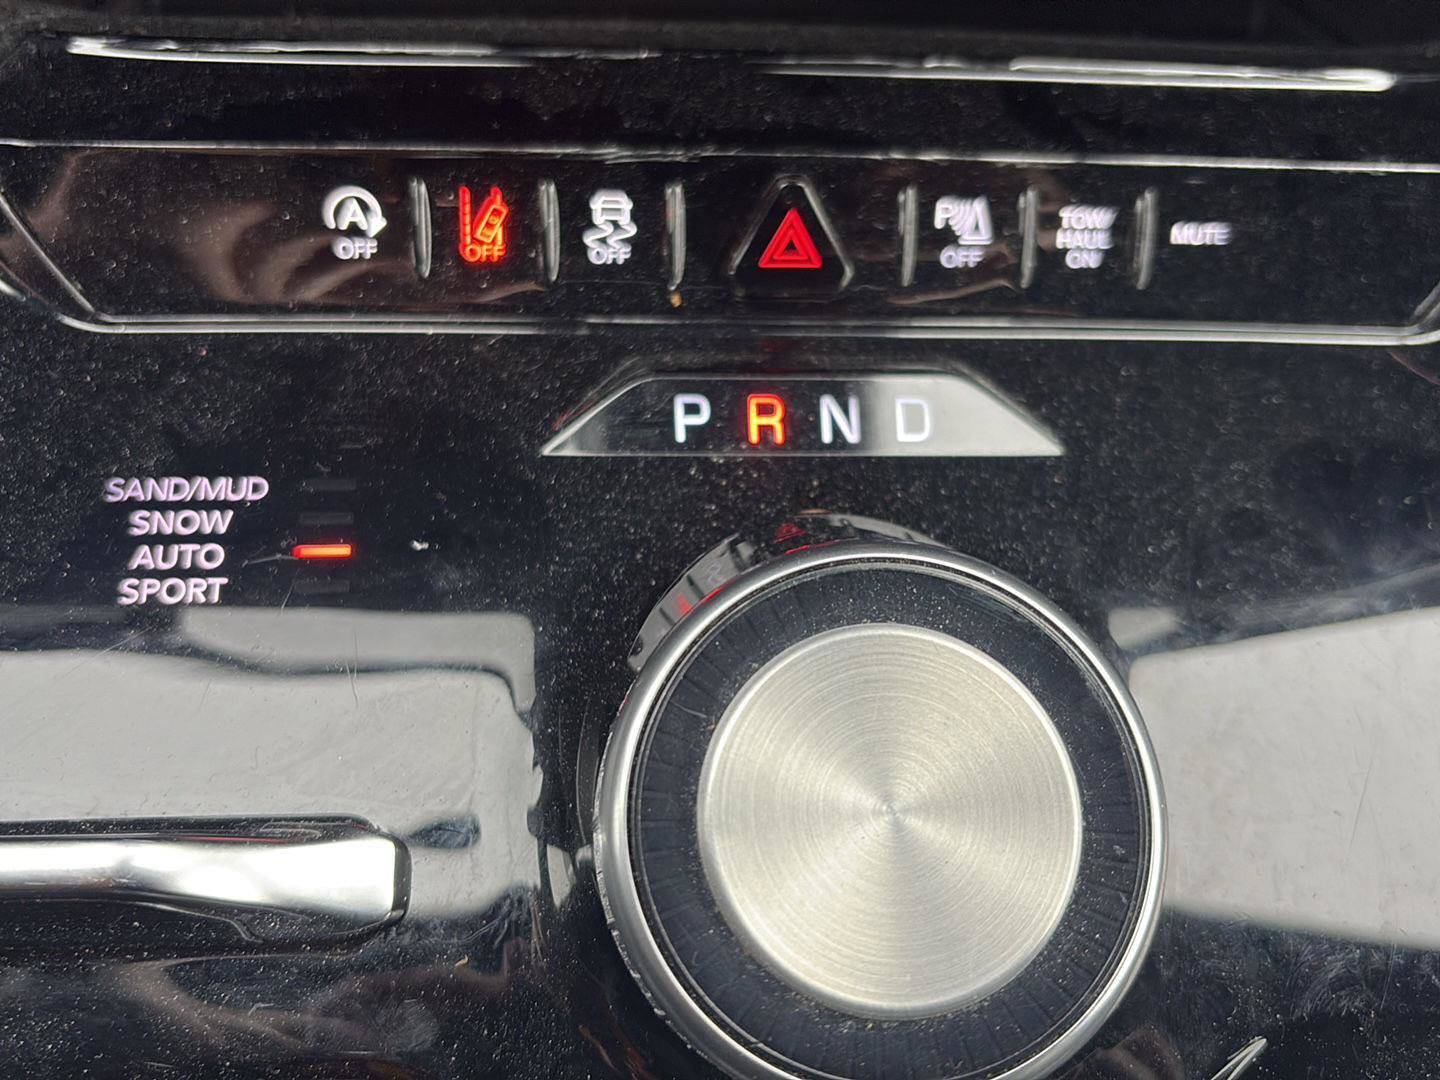 A OFF
OFF
OFF
P OFF
TOW/
HAUL
ON
MUTE
P R N D
SAND/MUD
SNOW
AUTO
SPORT